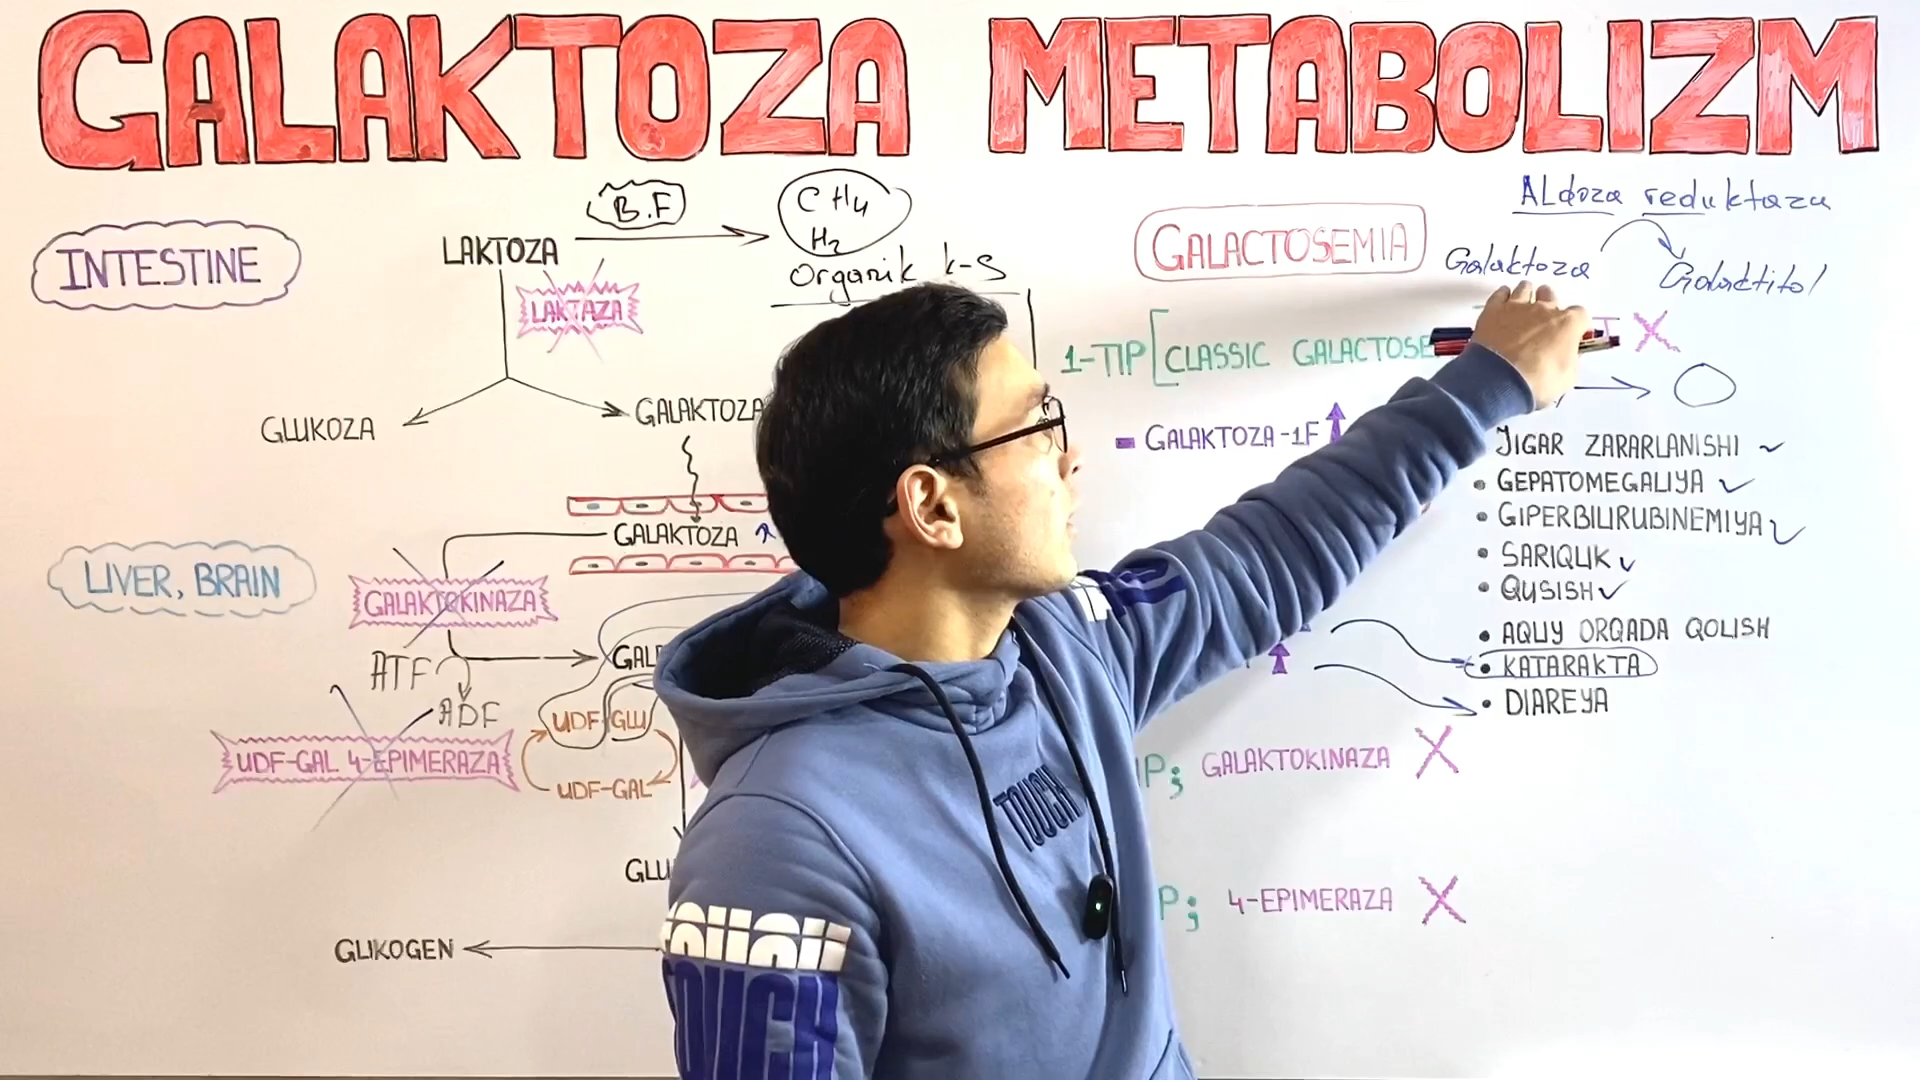 GALAKTOZA METABOLIZM
INTESTINE
LAKTOZA
B.F
CH4
H2
Organik k-s
LAKTAZA
GLUKOZA
GALAKTOZA
GALAKTOZA
LIVER, BRAIN
GALAKTOKINAZA
ATF
ADF
UDF-GLU
UDF-GAL
UDF-GAL 4-EPIMERAZA
GLIKOGEN
GALACTOSEMIA
ALdoza reduktaza
Galaktoza
Galaktitol
1-TIP
CLASSIC GALACTOSE
- GALAKTOZA-1F
JIGAR ZARARLANISHI
• GEPATOMEGALIYA
• GIPERBILIRUBINEMIYA
• SARIQLIK
• QUSISH
• AQLIY ORQADA QOLISH
• KATARAKTA
• DIAREYA
P; GALAKTOKINAZA
P; 4-EPIMERAZA
TOUCH
TOUCH